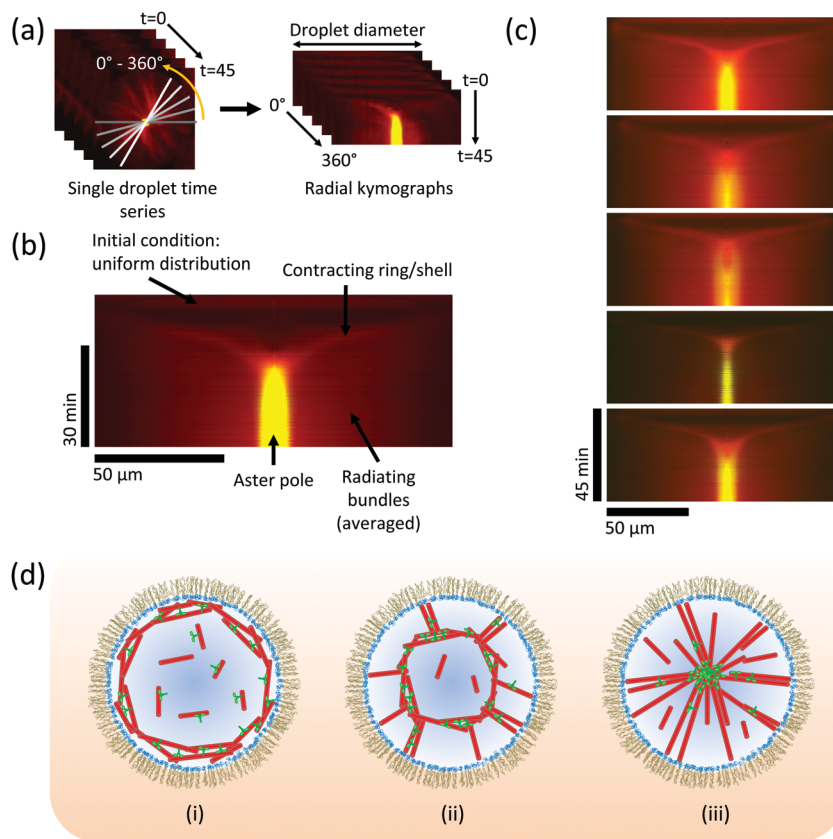 (a)
t=0
0° - 360°
t=45
Single droplet time
series
Droplet diameter
t=0
0°
360°
t=45
Radial kymographs
(b)
Initial condition:
uniform distribution
Contracting ring/shell
30 min
50 μm
Aster pole
Radiating
bundles
(averaged)
(c)
45 min
50 μm
(d)
(i)
(ii)
(iii)